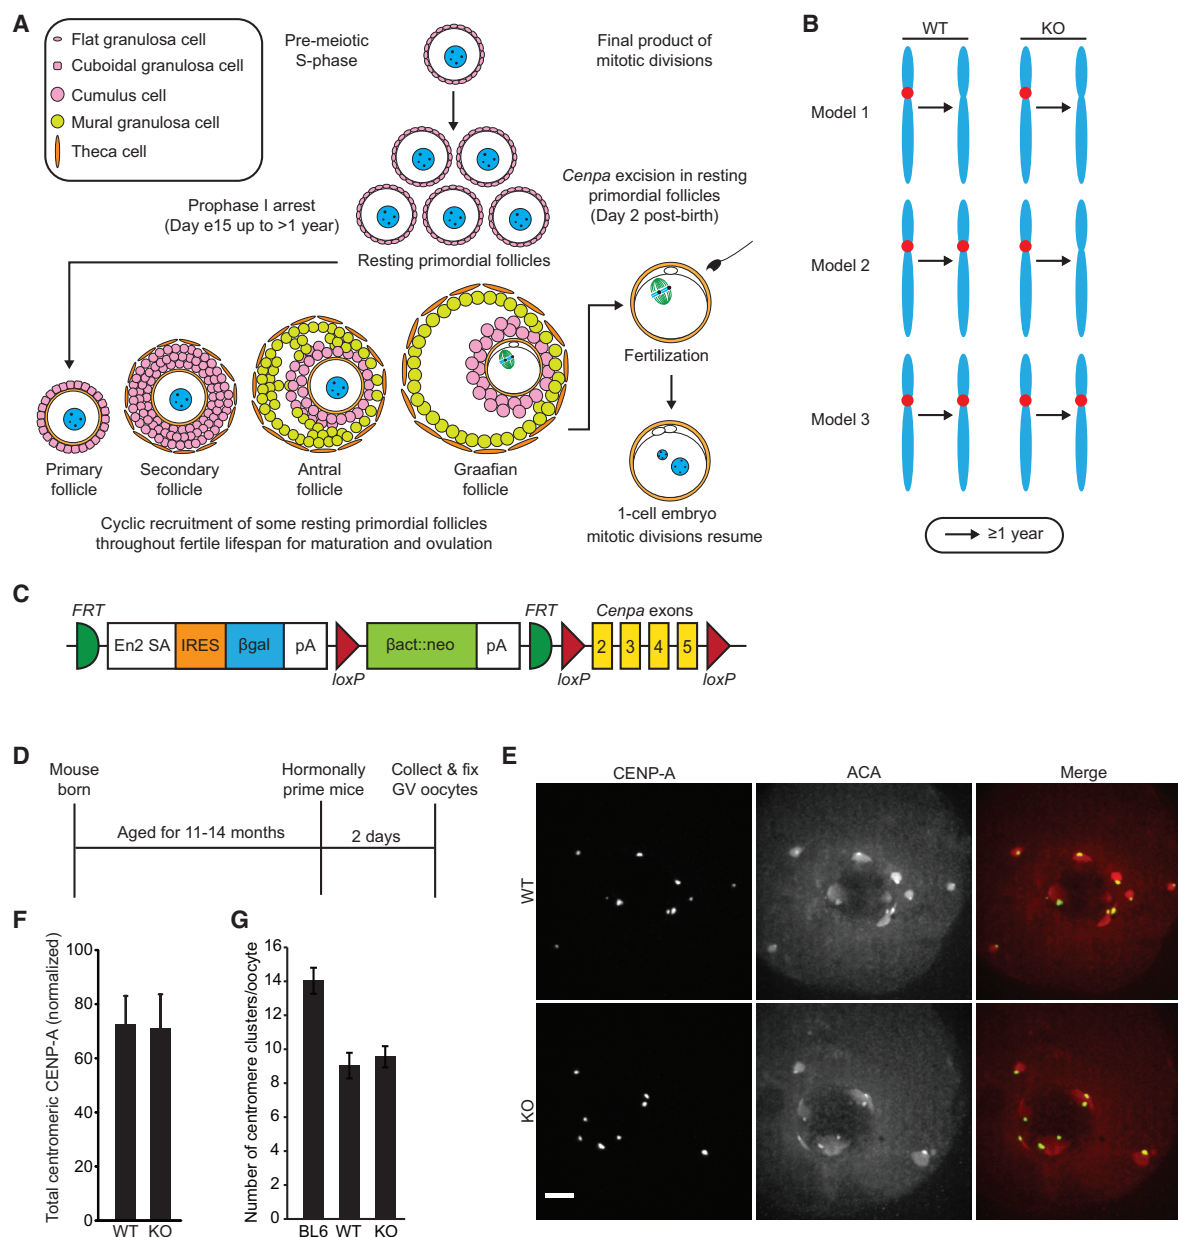 A
Flat granulosa cell
Cuboidal granulosa cell
Cumulus cell
Mural granulosa cell
Theca cell
Pre-meiotic
S-phase
Final product of
mitotic divisions
Prophase I arrest
(Day e15 up to >1 year)
Cenpa excision in resting
primordial follicles
(Day 2 post-birth)
Resting primordial follicles
Fertilization
Primary
follicle
Secondary
follicle
Antral
follicle
Graafian
follicle
1-cell embryo
mitotic divisions resume
Cyclic recruitment of some resting primordial follicles
throughout fertile lifespan for maturation and ovulation
B
WT
KO
Model 1
Model 2
Model 3
≥1 year
C
FRT
FRT
Cenpa exons
En2 SA
IRES
βgal
pA
βact::neo
pA
2
3
4
5
loxP
loxP
loxP
D
Mouse
born
Hormonally
prime mice
Collect & fix
GV oocytes
Aged for 11-14 months
2 days
E
CENP-A
ACA
Merge
WT
KO
F
Total centromeric CENP-A (normalized)
100
80
60
40
20
0
WT
KO
G
Number of centromere clusters/oocyte
16
14
12
10
8
6
4
2
0
BL6
WT
KO